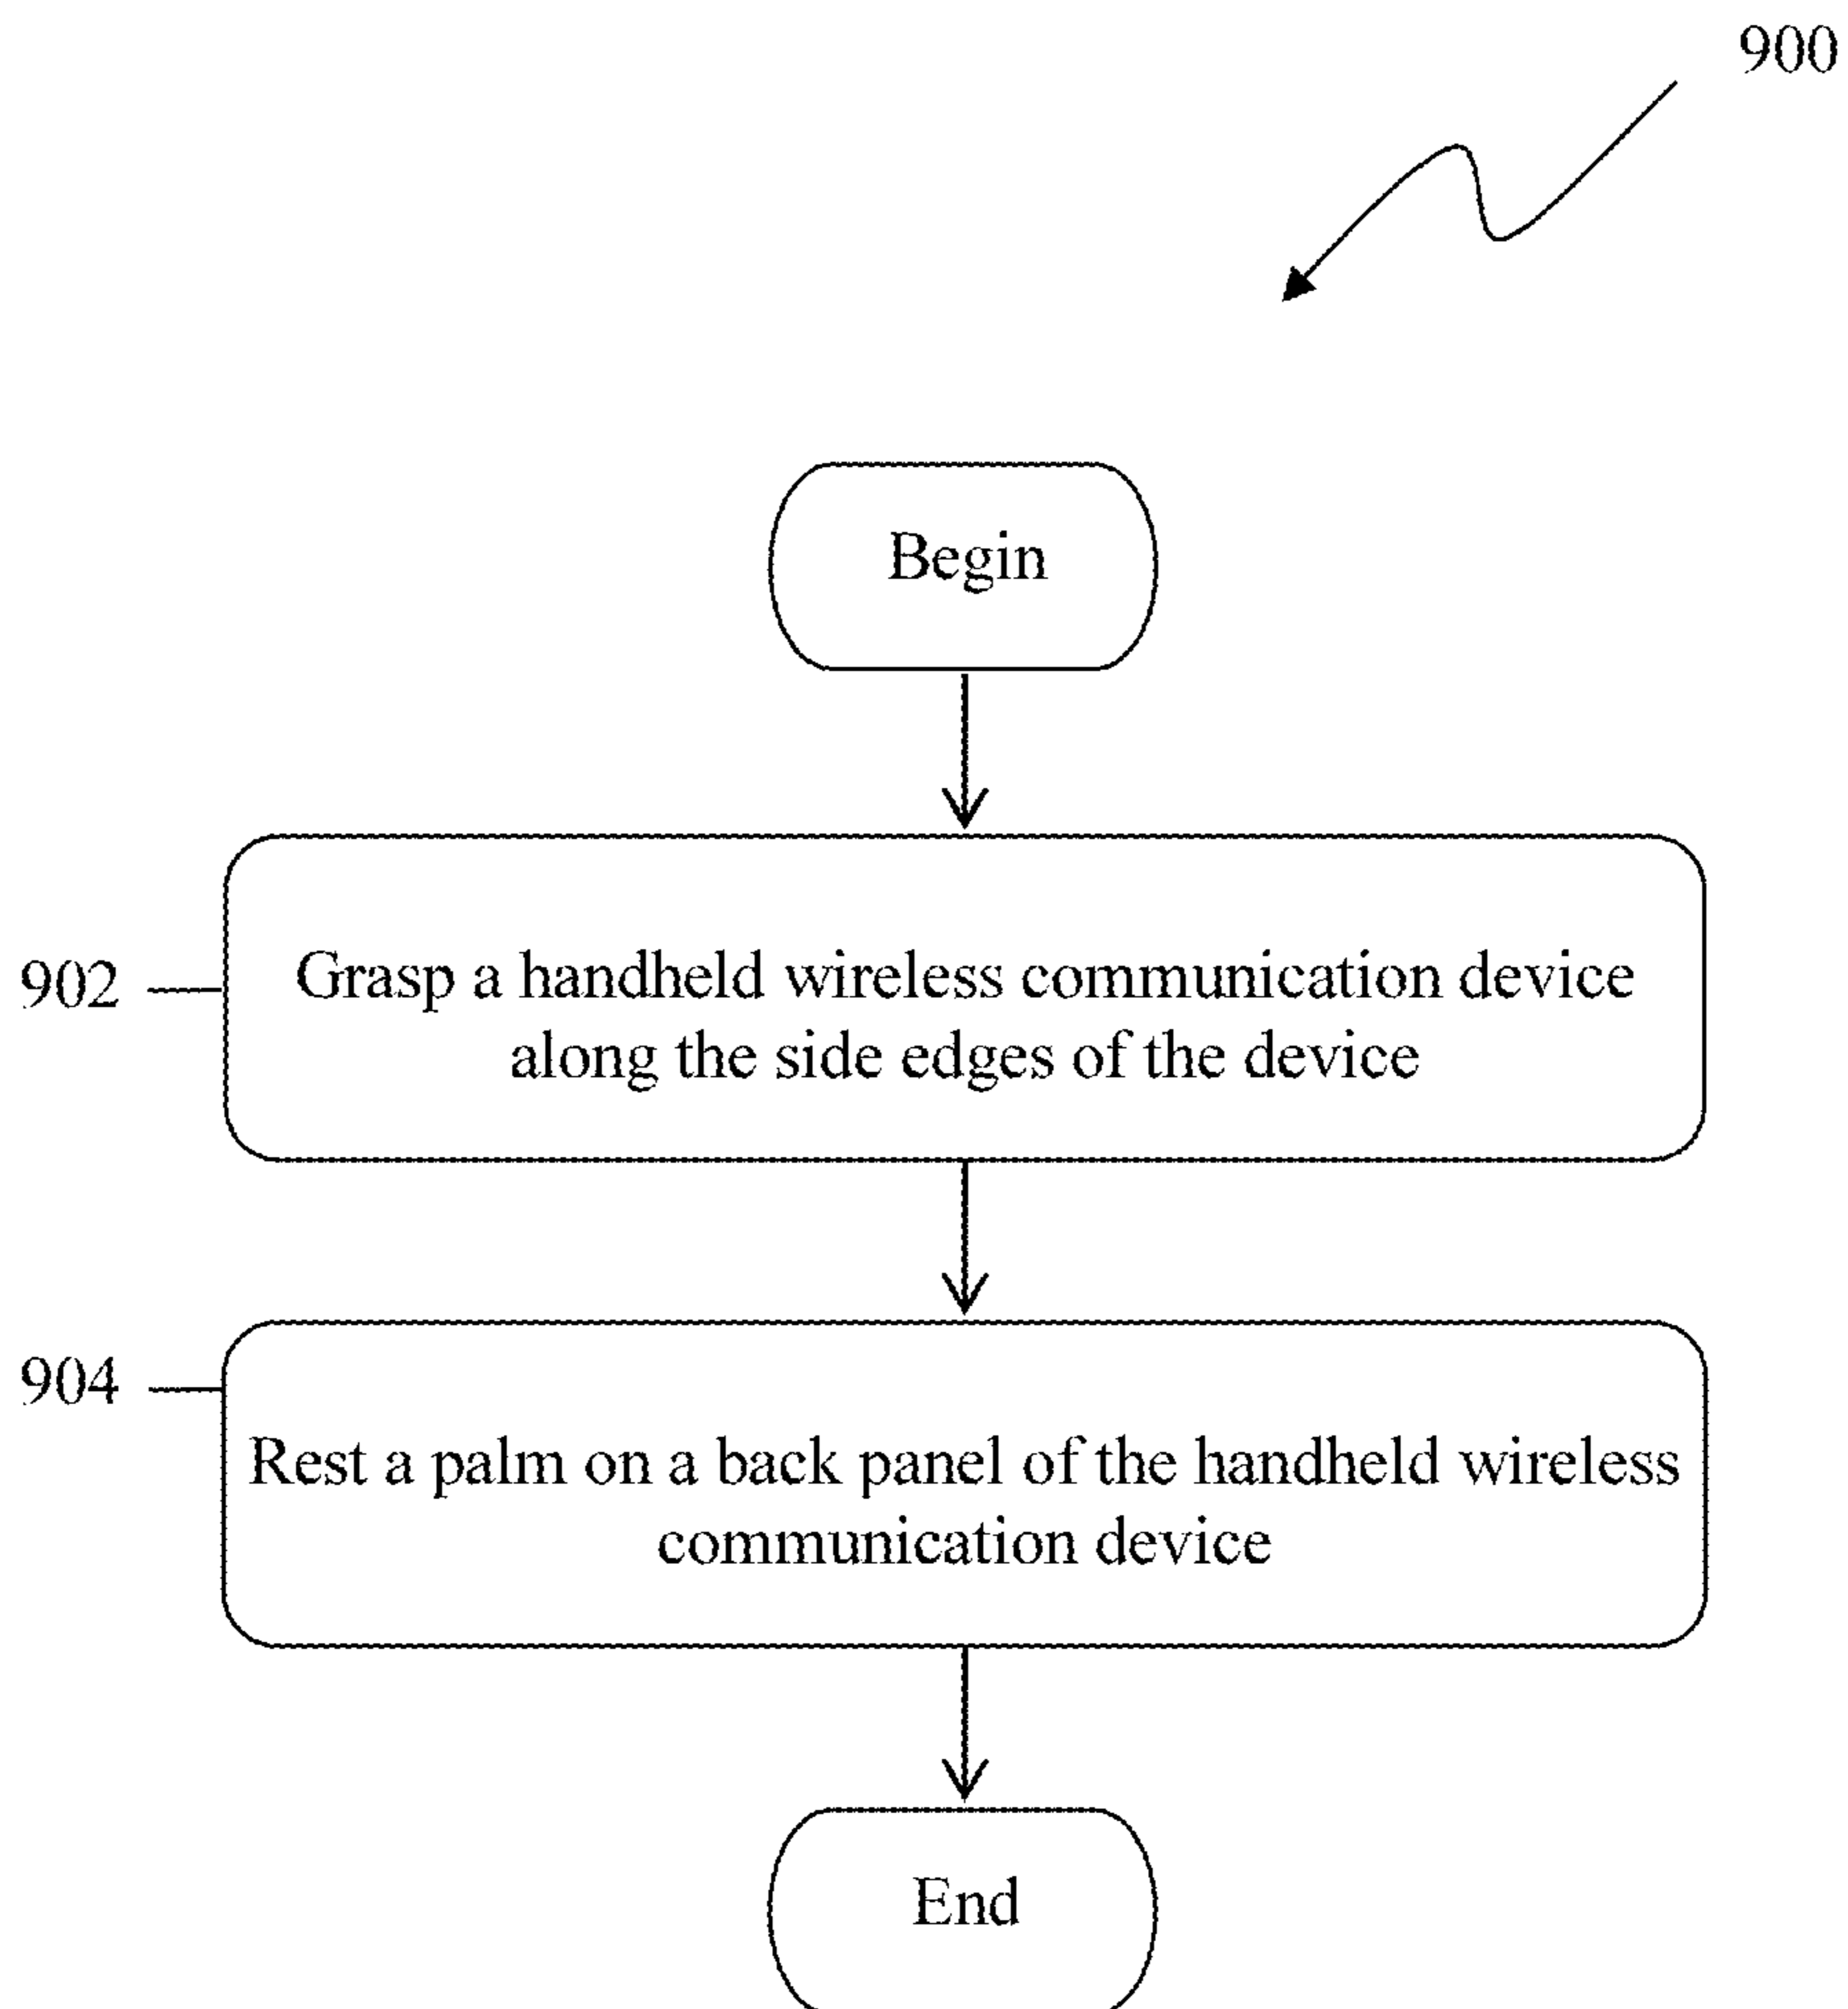 900
Begin
902
Grasp a handheld wireless communication device
along the side edges of the device
904
Rest a palm on a back panel of the handheld wireless
communication device
End